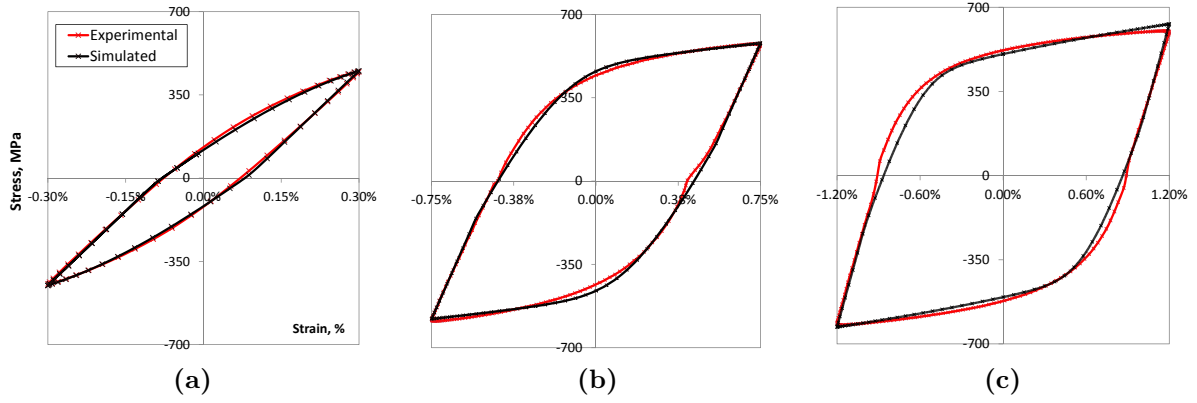 700
Experimental
Simulated
350
0
-0.30% -0.15% 0.00% 0.15% 0.30%
-350
-700
Stress, MPa
Strain, %
(a)
700
350
0
-0.75% -0.38% 0.00% 0.38% 0.75%
-350
-700
(b)
700
350
0
-1.20% -0.60% 0.00% 0.60% 1.20%
-350
-700
(c)